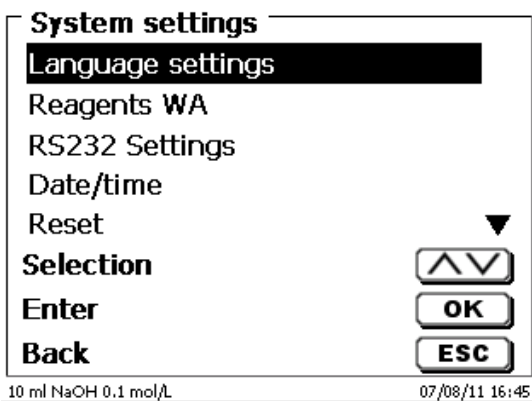 System settings
Language settings
Reagents WA
RS232 Settings
Date/time
Reset
Selection
Enter OK
Back ESC
10 ml NaOH 0.1 mol/L 07/08/11 16:45